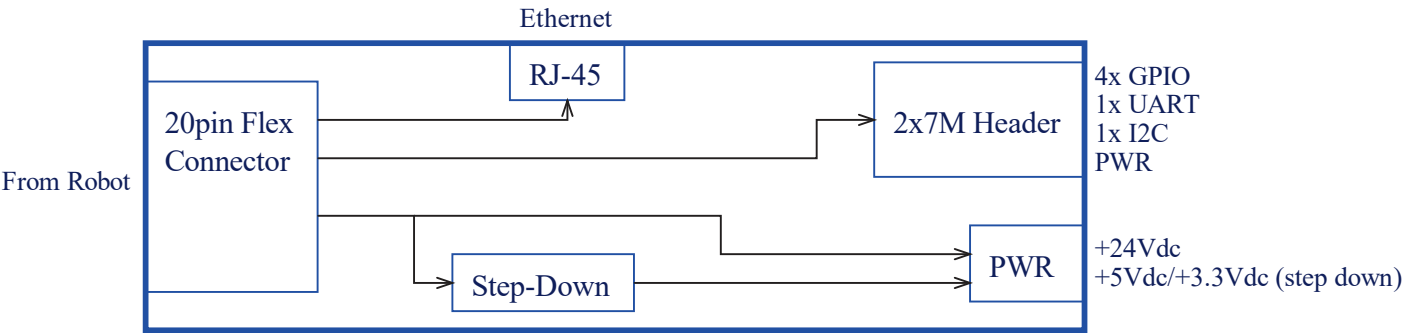 Ethernet
RJ-45
20pin Flex
Connector
From Robot
2x7M Header
4x GPIO
1x UART
1x I2C
PWR
Step-Down
PWR
+24Vdc
+5Vdc/+3.3Vdc (step down)